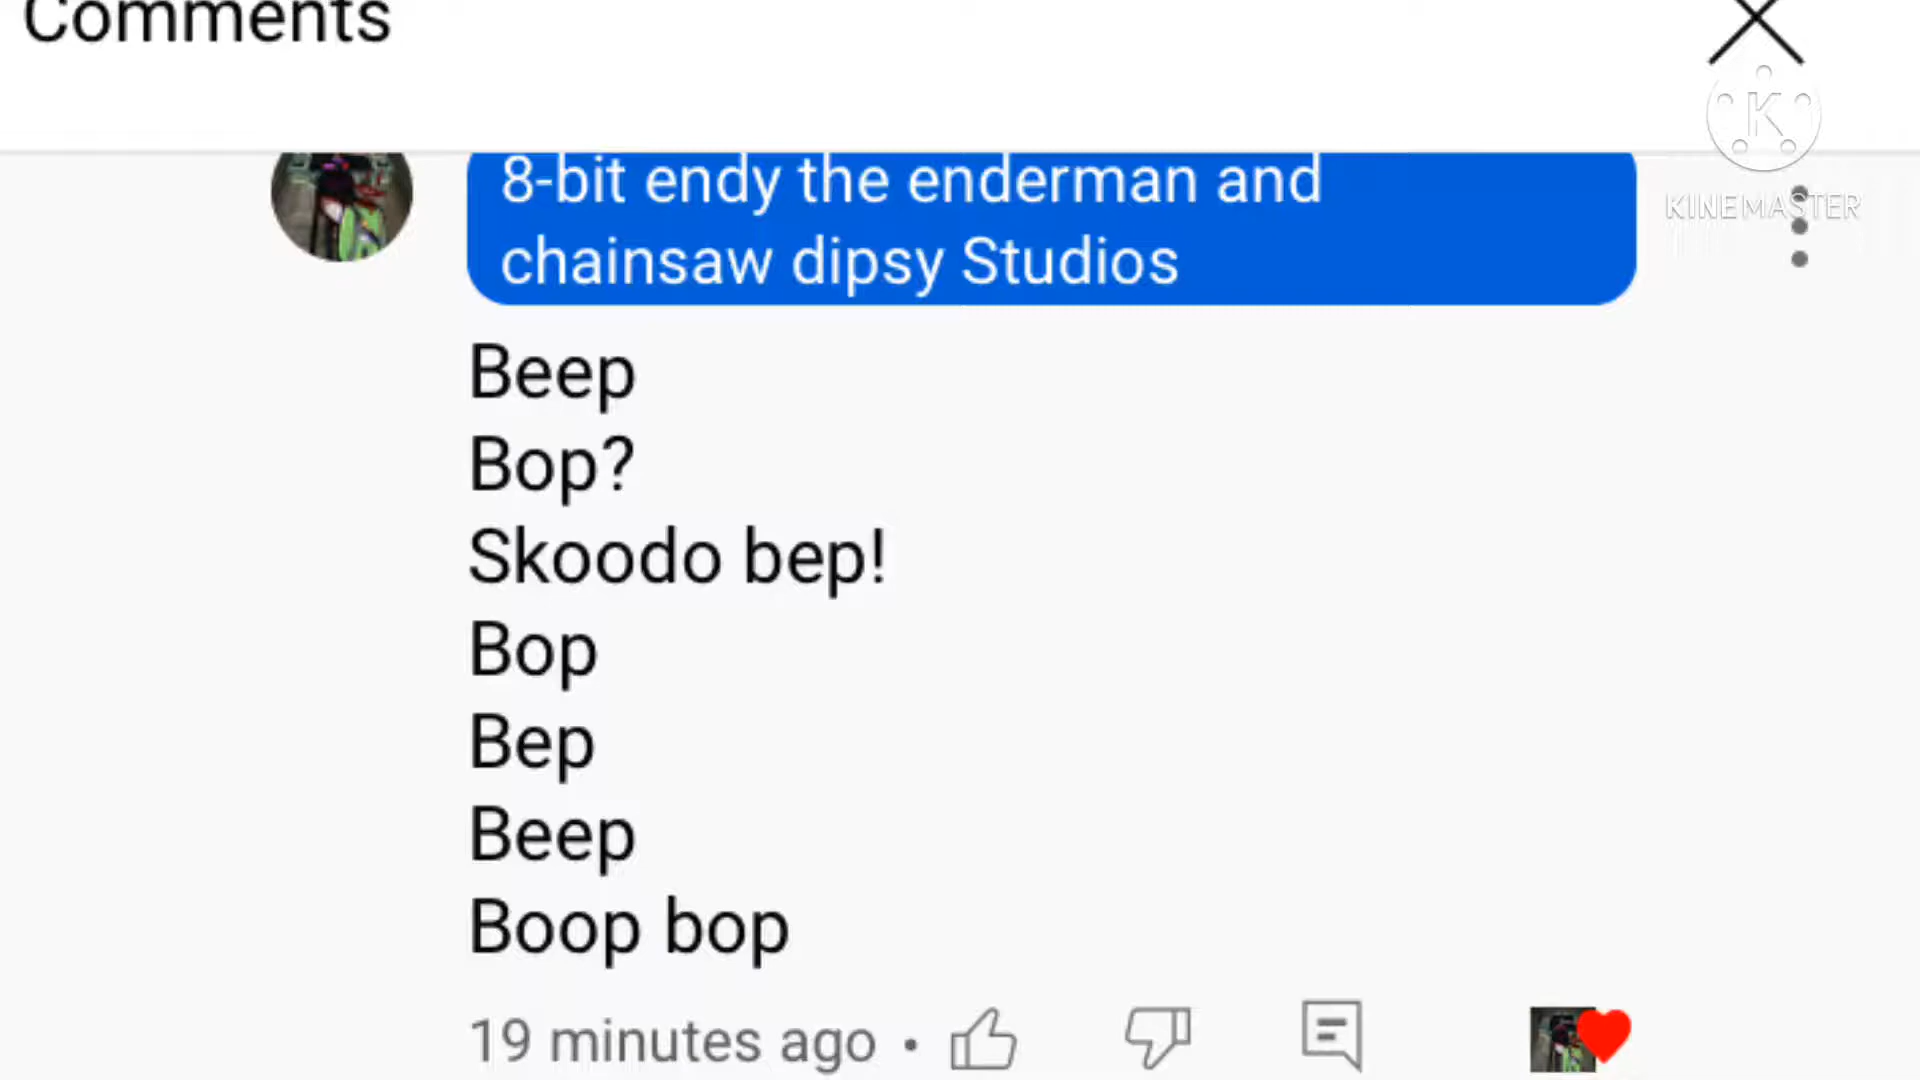 Comments
K
KINEMASTER
8-bit endy the enderman and
chainsaw dipsy Studios
Beep
Bop?
Skoodo bep!
Bop
Bep
Beep
Boop bop
19 minutes ago •